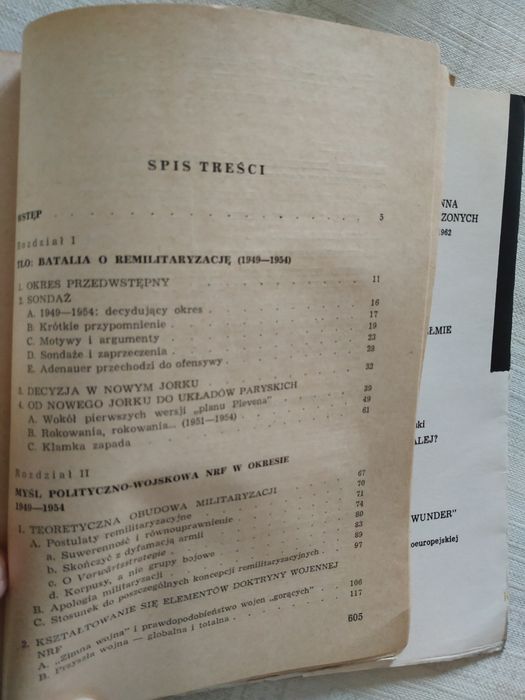 SPIS TREŚCI
WSTĘP . . . . . . . . . . 5
Rozdział I
TŁO: BATALIA O REMILITARYZACJĘ (1949—1954)
1. OKRES PRZEDWSTĘPNY . . . . . 11
2. SONDAŻ
A. 1949—1954: decydujący okres . . . . 16
B. Krótkie przypomnienie . . . . . 17
C. Motywy i argumenty . . . . . 19
D. Sondaże i zaprzeczenia . . . . . 23
E. Adenauer przechodzi do ofensywy . . . 28
3. DECYZJA W NOWYM JORKU . . . . 32
4. OD NOWEGO JORKU DO UKŁADÓW PARYSKICH
A. Wokół pierwszych wersji „planu Plevena” . . 39
B. Rokowania, rokowania... (1951—1954) . . 49
C. Klamka zapada . . . . . 61
Rozdział II
MYŚL POLITYCZNO-WOJSKOWA NRF W OKRESIE
1949—1954
1. TEORETYCZNA OBUDOWA MILITARYZACJI . . 67
A. Postulaty remilitaryzacyjne . . . . 70
a. Suwerenność i równouprawnienie . . . 71
b. Skończyć z dyfamacją armii . . . 74
c. O Vorwärtsstrategie . . . . 80
d. Korpusy, a nie grupy bojowe . . . 83
B. Apologia militaryzacji . . . . 89
C. Stosunek do poszczególnych koncepcji remilitaryzacyjnych . 97
2. KSZTAŁTOWANIE SIĘ ELEMENTÓW DOKTRYNY WOJENNEJ
NRF
A. „Zimna wojna” i prawdopodobieństwo wojen „gorących” . 106
B. Przyszła wojna — globalna i totalna . . . 117
605
NNA
ZONYCH
1962
ŁMIE
ski
ALEJ?
WUNDER”
oeuropejskiej